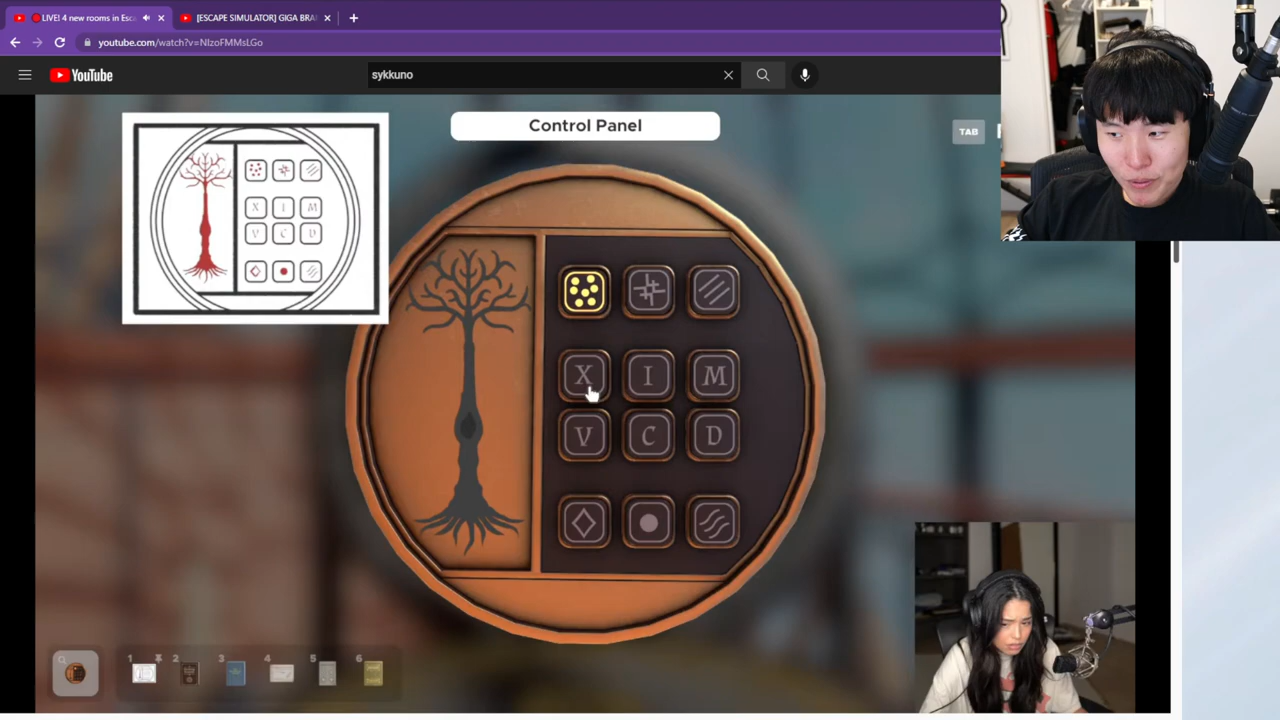 LIVE! 4 new rooms in Esc
[ESCAPE SIMULATOR] GIGA BRA
youtube.com/watch?v=NIzoFMMsLGo
YouTube
sykkuno
Control Panel
TAB
X I M
V C D
X I M
V C D
1 2 3 4 5 6